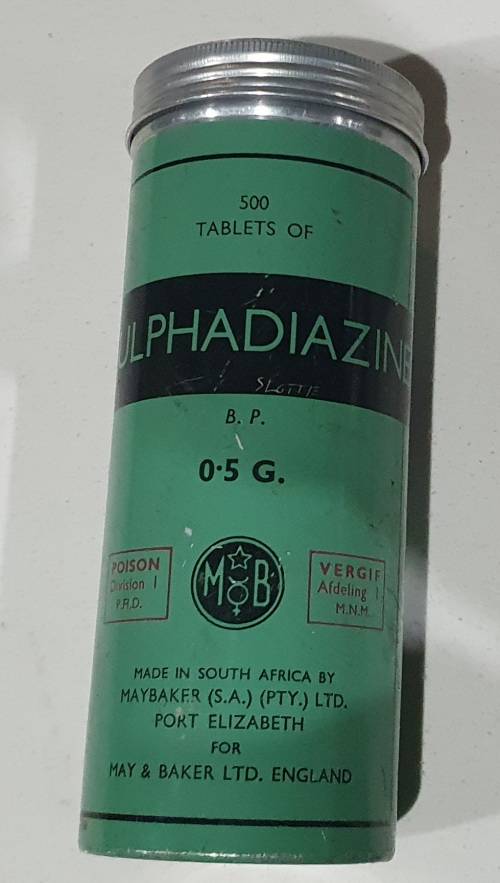 500
TABLETS OF
ULPHADIAZINE
B. P.
0·5 G.
POISON
Division 1
P.R.D.
M B
VERGIF
Afdeling 1
M.N.M.
MADE IN SOUTH AFRICA BY
MAYBAKER (S.A.) (PTY.) LTD.
PORT ELIZABETH
FOR
MAY & BAKER LTD. ENGLAND